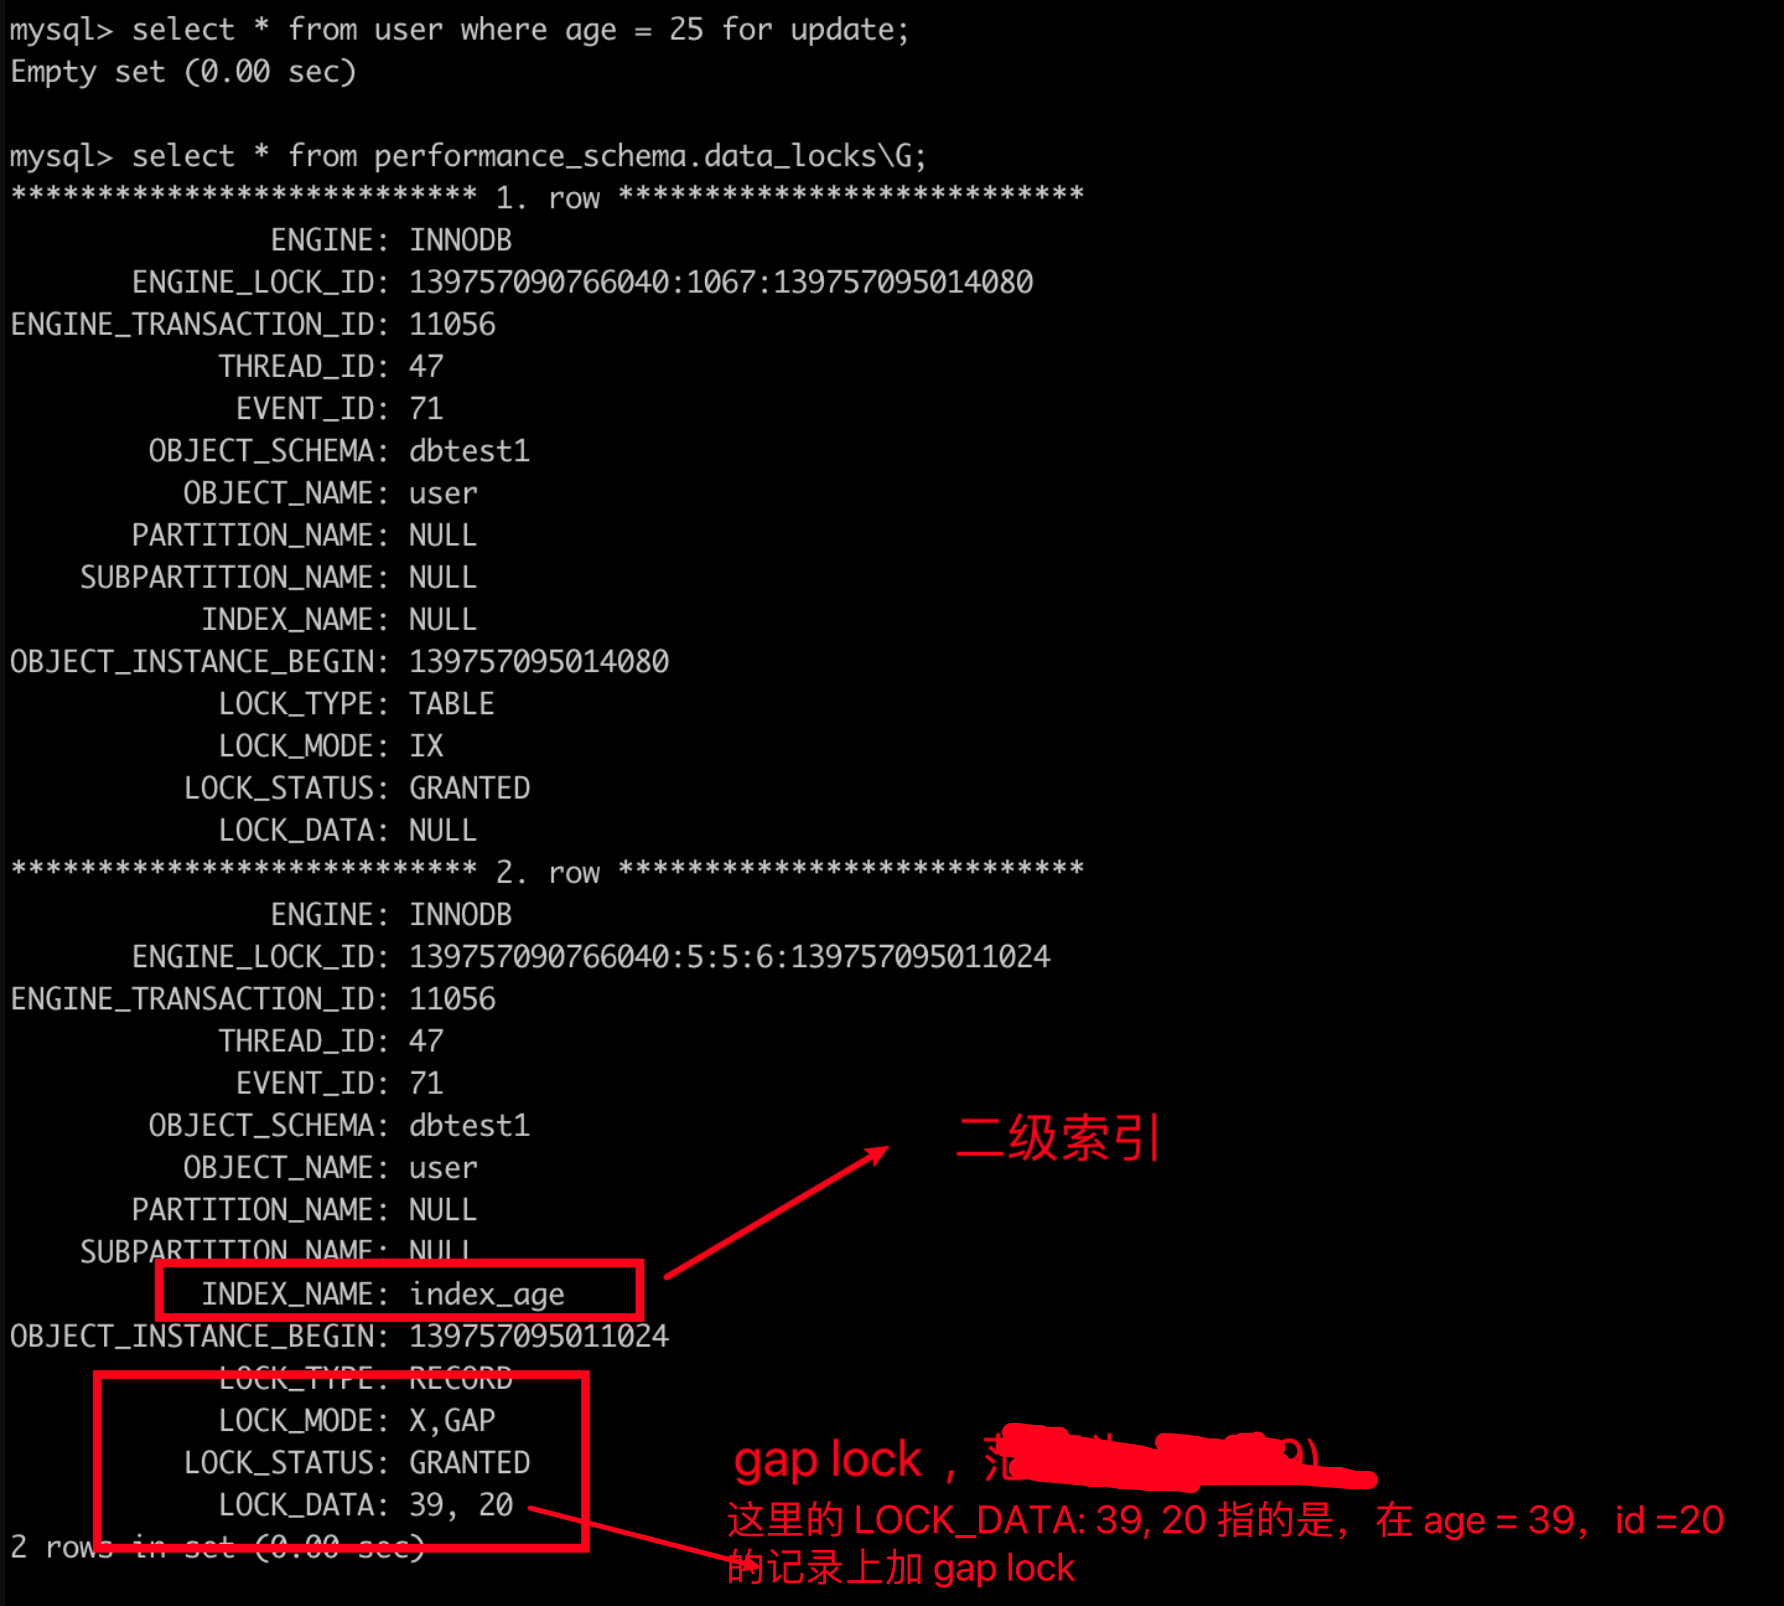 mysql> select * from user where age = 25 for update;
Empty set (0.00 sec)
mysql> select * from performance_schema.data_locks\G;
*************************** 1. row ***************************
ENGINE: INNODB
ENGINE_LOCK_ID: 139757090766040:1067:139757095014080
ENGINE_TRANSACTION_ID: 11056
THREAD_ID: 47
EVENT_ID: 71
OBJECT_SCHEMA: dbtest1
OBJECT_NAME: user
PARTITION_NAME: NULL
SUBPARTITION_NAME: NULL
INDEX_NAME: NULL
OBJECT_INSTANCE_BEGIN: 139757095014080
LOCK_TYPE: TABLE
LOCK_MODE: IX
LOCK_STATUS: GRANTED
LOCK_DATA: NULL
*************************** 2. row ***************************
ENGINE: INNODB
ENGINE_LOCK_ID: 139757090766040:5:5:6:139757095011024
ENGINE_TRANSACTION_ID: 11056
THREAD_ID: 47
EVENT_ID: 71
OBJECT_SCHEMA: dbtest1
OBJECT_NAME: user
PARTITION_NAME: NULL
SUBPARTITION_NAME: NULL
INDEX_NAME: index_age
二级索引
OBJECT_INSTANCE_BEGIN: 139757095011024
LOCK_TYPE: RECORD
LOCK_MODE: X,GAP
LOCK_STATUS: GRANTED
LOCK_DATA: 39, 20
2 rows in set (0.00 sec)
gap lock ，
这里的 LOCK_DATA: 39, 20 指的是，在 age = 39，id =20
的记录上加 gap lock